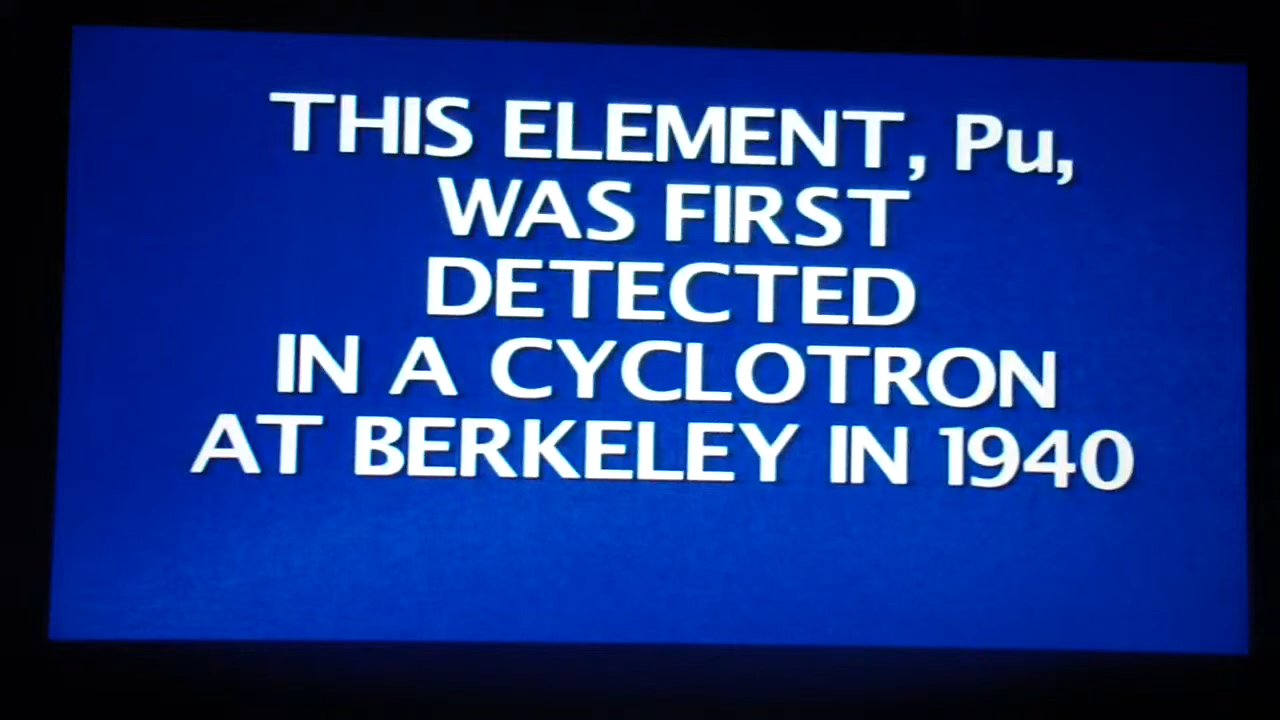 THIS ELEMENT, Pu,
WAS FIRST
DETECTED
IN A CYCLOTRON
AT BERKELEY IN 1940